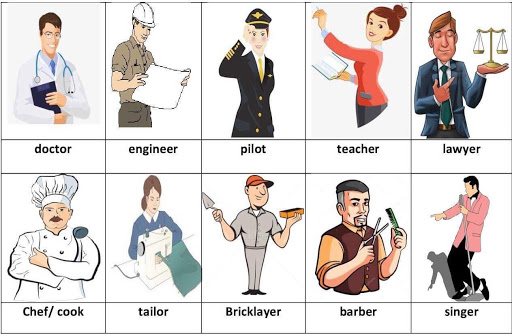 doctor
engineer
pilot
teacher
lawyer
Chef/ cook
tailor
Bricklayer
barber
singer